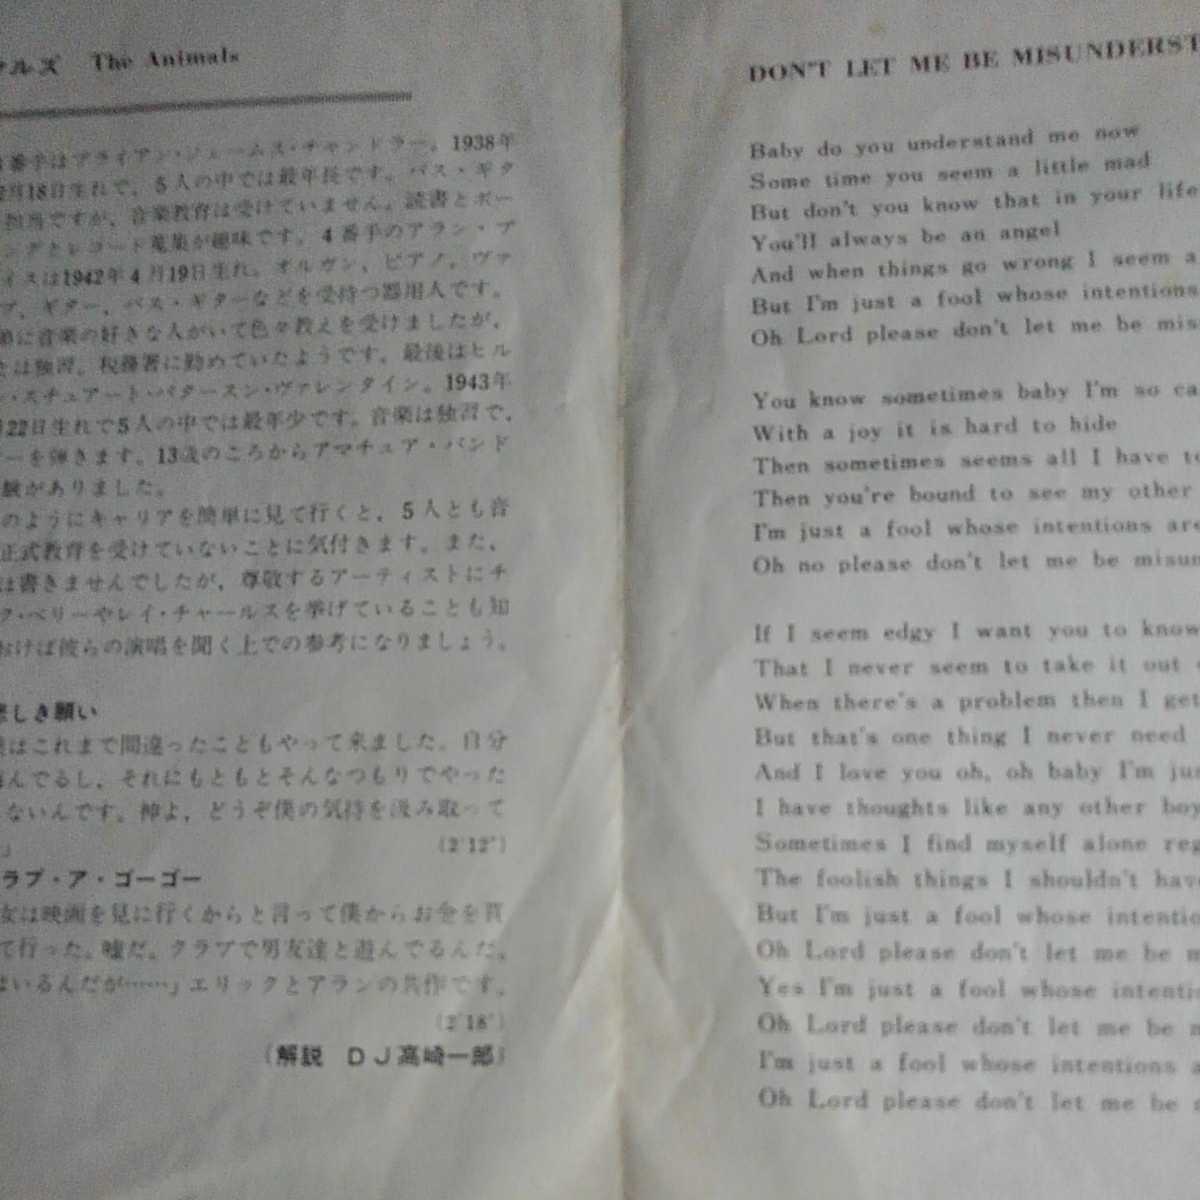 マルズ The Animals
番手はブライアン・ジェームス・チャンドラー。1938年
月18日生れで、5人の中では最年長です。バス・ギタ
担当ですが、音楽教育は受けていません。読書とボー
ングとレコード蒐集が趣味です。4番手のアラン・プ
イスは1942年4月19日生れ。オルガン、ピアノ、ヴァ
ブ、ギター、バス・ギターなどを受持つ器用人です。
弟に音楽の好きな人がいて色々教えを受けましたが、
とは独習。税務署に勤めていたようです。最後はヒル
ン・スチュアート・パタースン・ヴァレンタイン。1943年
月22日生れで5人の中では最年少です。音楽は独習で、
ーを弾きます。13歳のころからアマチュア・バンド
験がありました。
のようにキャリアを簡単に見て行くと、5人とも音
正式教育を受けていないことに気付きます。また、
は書きませんでしたが、尊敬するアーティストにチ
ク・ベリーやレイ・チャールスを挙げていることも知
おけば彼らの演唱を聞く上での参考になりましょう。
悲しき願い
はこれまで間違ったこともやって来ました。自分
んでるし、それにもともとそんなつもりでやった
ないんです。神よ、どうぞ僕の気持を汲み取って
」 (2'12")
ラブ・ア・ゴーゴー
女は映画を見に行くからと言って僕からお金を貰
て行った。嘘だ。クラブで男友達と遊んでるんだ。
はいるんだが……」エリックとアランの共作です。
(2'18")
(解説 DJ高崎一郎)
DON'T LET ME BE MISUNDERST
Baby do you understand me now
Some time you seem a little mad
But don't you know that in your life
You'll always be an angel
And when things go wrong I seem a
But I'm just a fool whose intentions
Oh Lord please don't let me be mis
You know sometimes baby I'm so ca
With a joy it is hard to hide
Then sometimes seems all I have to
Then you're bound to see my other
I'm just a fool whose intentions are
Oh no please don't let me be misun
If I seem edgy I want you to know
That I never seem to take it out
When there's a problem then I get
But that's one thing I never need
And I love you oh, oh baby I'm jus
I have thoughts like any other boy
Sometimes I find myself alone reg
The foolish things I shouldn't hav
But I'm just a fool whose intentio
Oh Lord please don't let me be m
Yes I'm just a fool whose intentio
Oh Lord please don't let me be m
I'm just a fool whose intentions a
Oh Lord please don't let me be